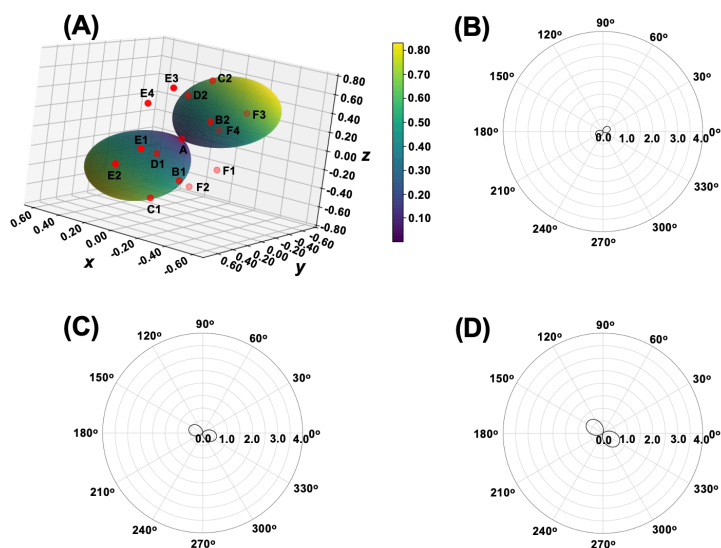 (A)
E3
E4
C2
D2
F3
B2
F4
A
E1
D1
E2
B1
F1
F2
C1
0.80
0.60
0.40
0.20
0.00
-0.20
-0.40
-0.60
-0.80
z
0.60
0.40
0.20
0.00
-0.20
-0.40
-0.60
x
0.60
0.40
0.20
0.00
-0.20
-0.40
-0.60
y
0.80
0.70
0.60
0.50
0.40
0.30
0.20
0.10
(B)
90º
120º 60º
150º 30º
180º 0.0 1.0 2.0 3.0 4.0 0º
210º 330º
240º 300º
270º
(C)
90º
120º 60º
150º 30º
180º 0.0 1.0 2.0 3.0 4.0 0º
210º 330º
240º 300º
270º
(D)
90º
120º 60º
150º 30º
180º 0.0 1.0 2.0 3.0 4.0 0º
210º 330º
240º 300º
270º